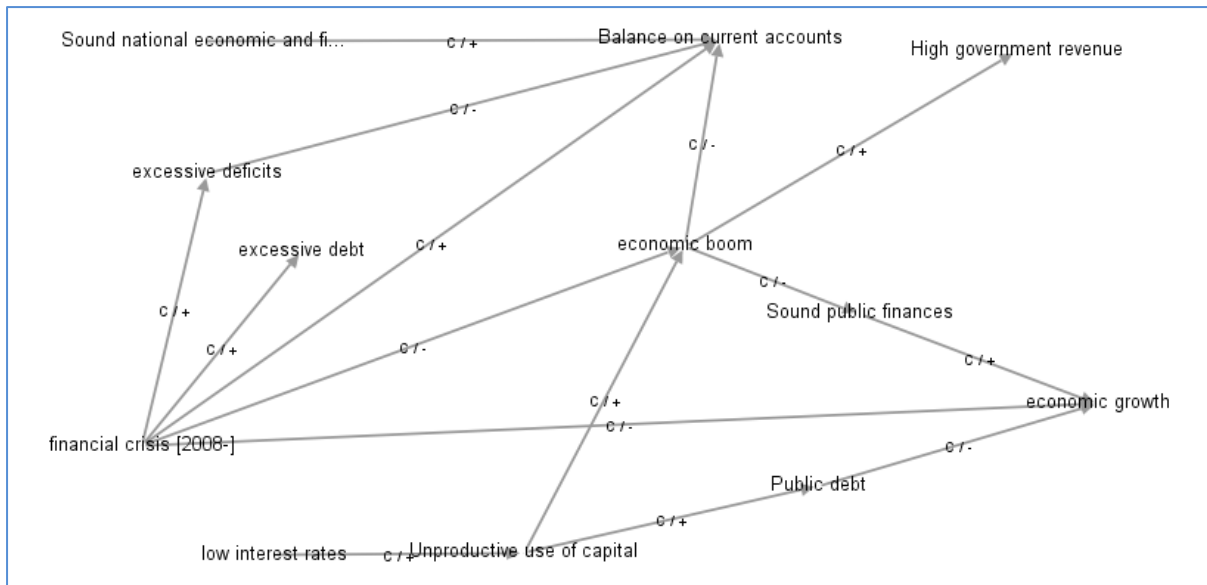 Sound national economic and fi...
C / +
Balance on current accounts
High government revenue
C / -
C / -
C / +
excessive deficits
excessive debt
C / +
economic boom
C / -
C / +
Sound public finances
C / +
C / -
C / +
economic growth
C / +
C / -
financial crisis [2008-]
C / -
Public debt
C / +
low interest rates
C / +
Unproductive use of capital